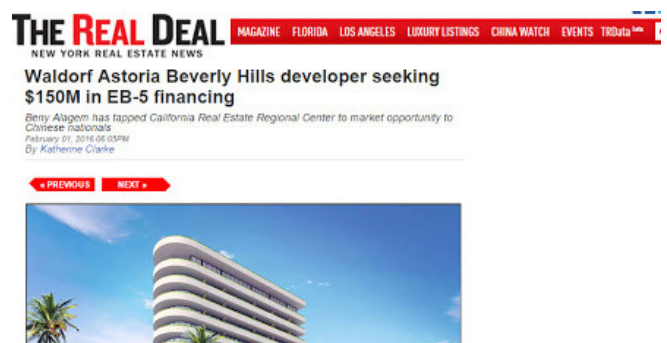 THE REAL DEAL
NEW YORK REAL ESTATE NEWS
MAGAZINE FLORIDA LOS ANGELES LUXURY LISTINGS CHINA WATCH EVENTS TRData beta
Waldorf Astoria Beverly Hills developer seeking
$150M in EB-5 financing
Beny Alagem has tapped California Real Estate Regional Center to market opportunity to
Chinese nationals
February 01, 2016 06:05PM
By Katherine Clarke
« PREVIOUS NEXT »